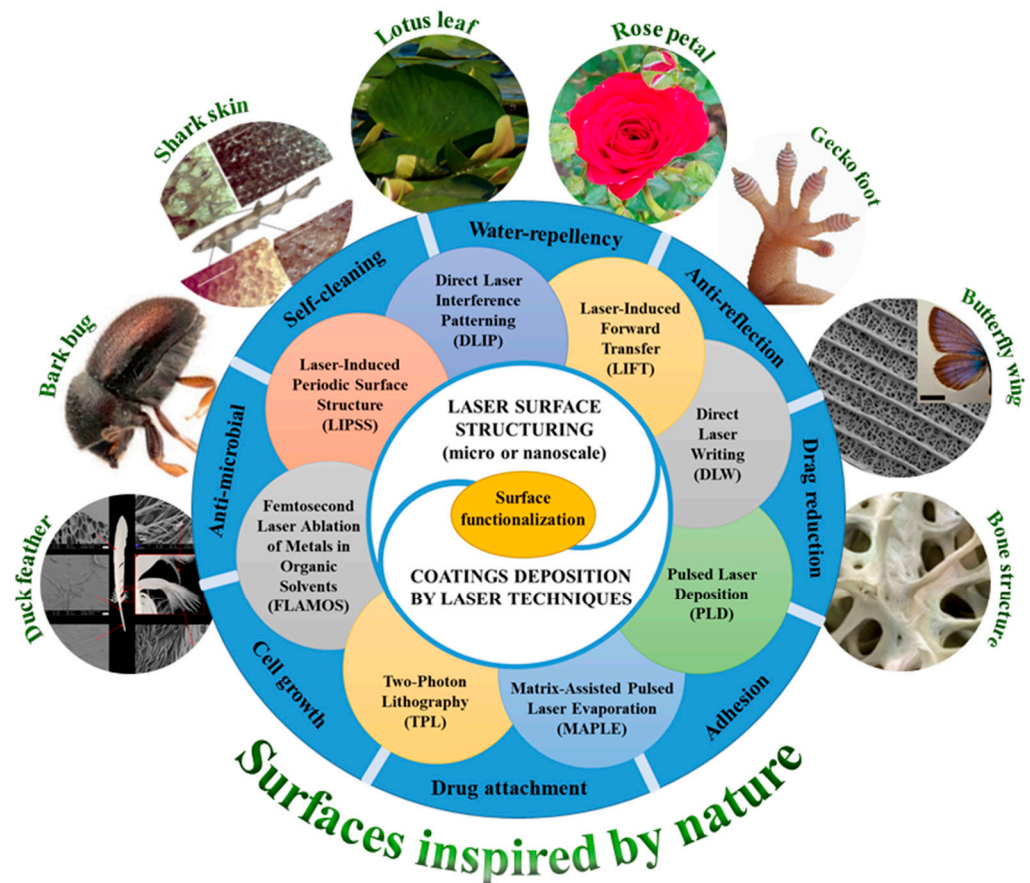 Lotus leaf
Rose petal
Shark skin
Gecko foot
Bark bug
Butterfly wing
Duck feather
Bone structure
Water-repellency
Self-cleaning
Anti-reflection
Anti-microbial
Drag reduction
Cell growth
Adhesion
Drug attachment
Direct Laser
Interference
Patterning
(DLIP)
Laser-Induced
Forward
Transfer
(LIFT)
Laser-Induced
Periodic Surface
Structure
(LIPSS)
Direct
Laser
Writing
(DLW)
Femtosecond
Laser Ablation
of Metals in
Organic
Solvents
(FLAMOS)
Pulsed Laser
Deposition
(PLD)
Two-Photon
Lithography
(TPL)
Matrix-Assisted Pulsed
Laser Evaporation
(MAPLE)
LASER SURFACE
STRUCTURING
(micro or nanoscale)
Surface
functionalization
COATINGS DEPOSITION
BY LASER TECHNIQUES
Surfaces inspired by nature